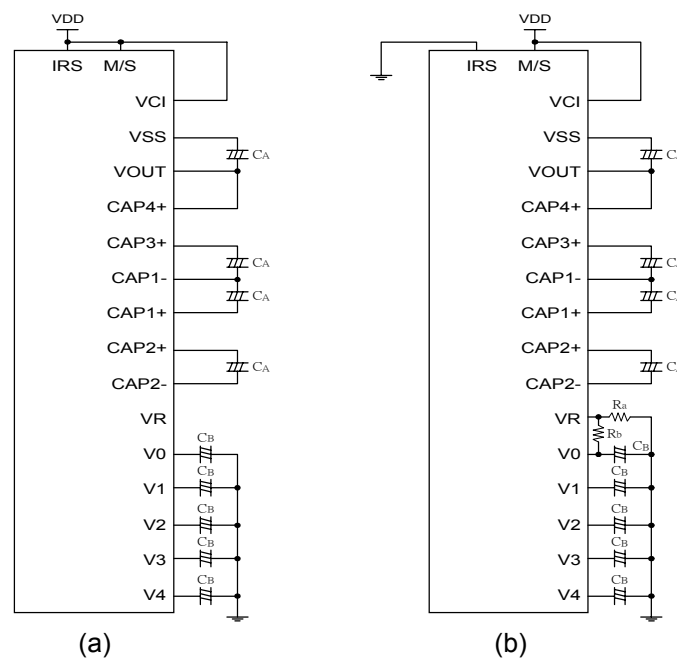 VDD
IRS M/S
VCI
VSS
CA
VOUT
CAP4+
CAP3+
CA
CAP1-
CA
CAP1+
CAP2+
CA
CAP2-
VR
CB
V0
CB
V1
CB
V2
CB
V3
CB
V4
(a)
VDD
IRS M/S
VCI
VSS
C
VOUT
CAP4+
CAP3+
C
CAP1-
C
CAP1+
CAP2+
C
CAP2-
Ra
VR
Rb
CB
V0
CB
V1
CB
V2
CB
V3
CB
V4
(b)